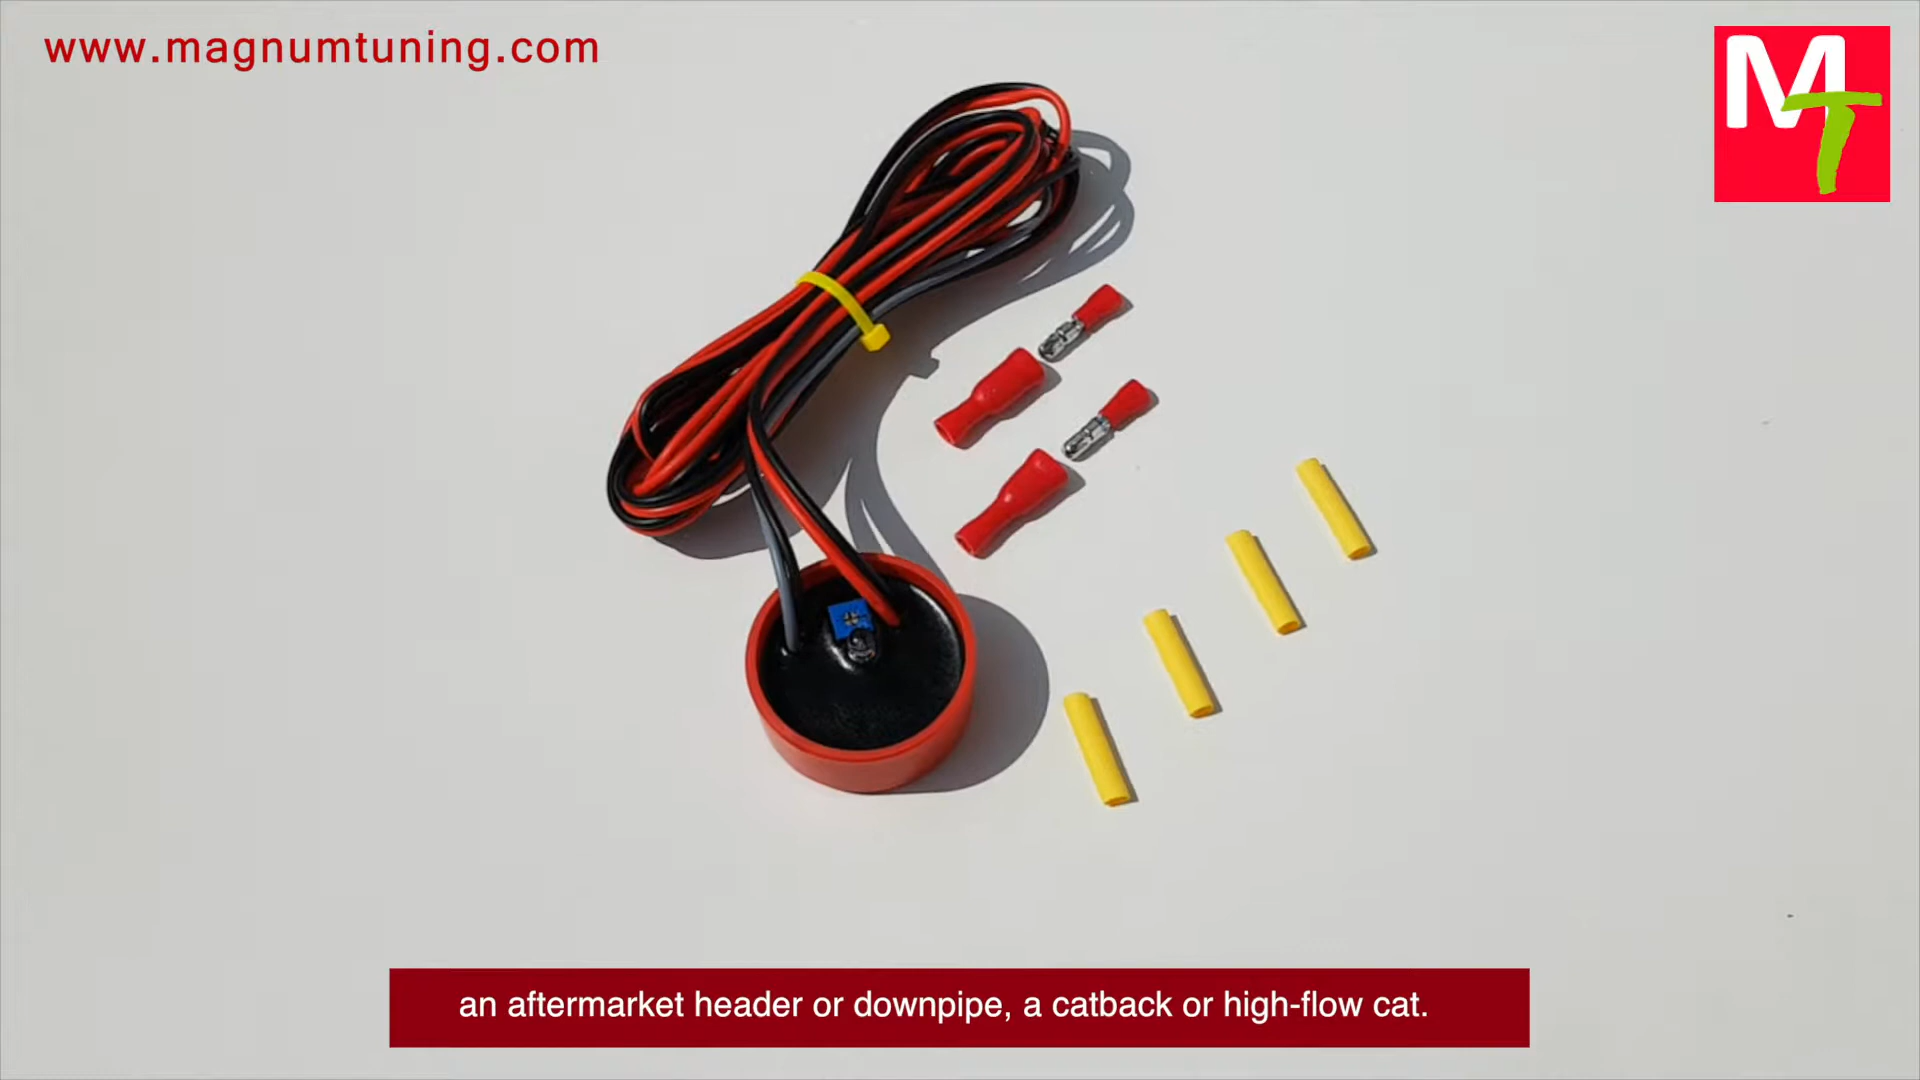 www.magnumtuning.com
MT
an aftermarket header or downpipe, a catback or high-flow cat.